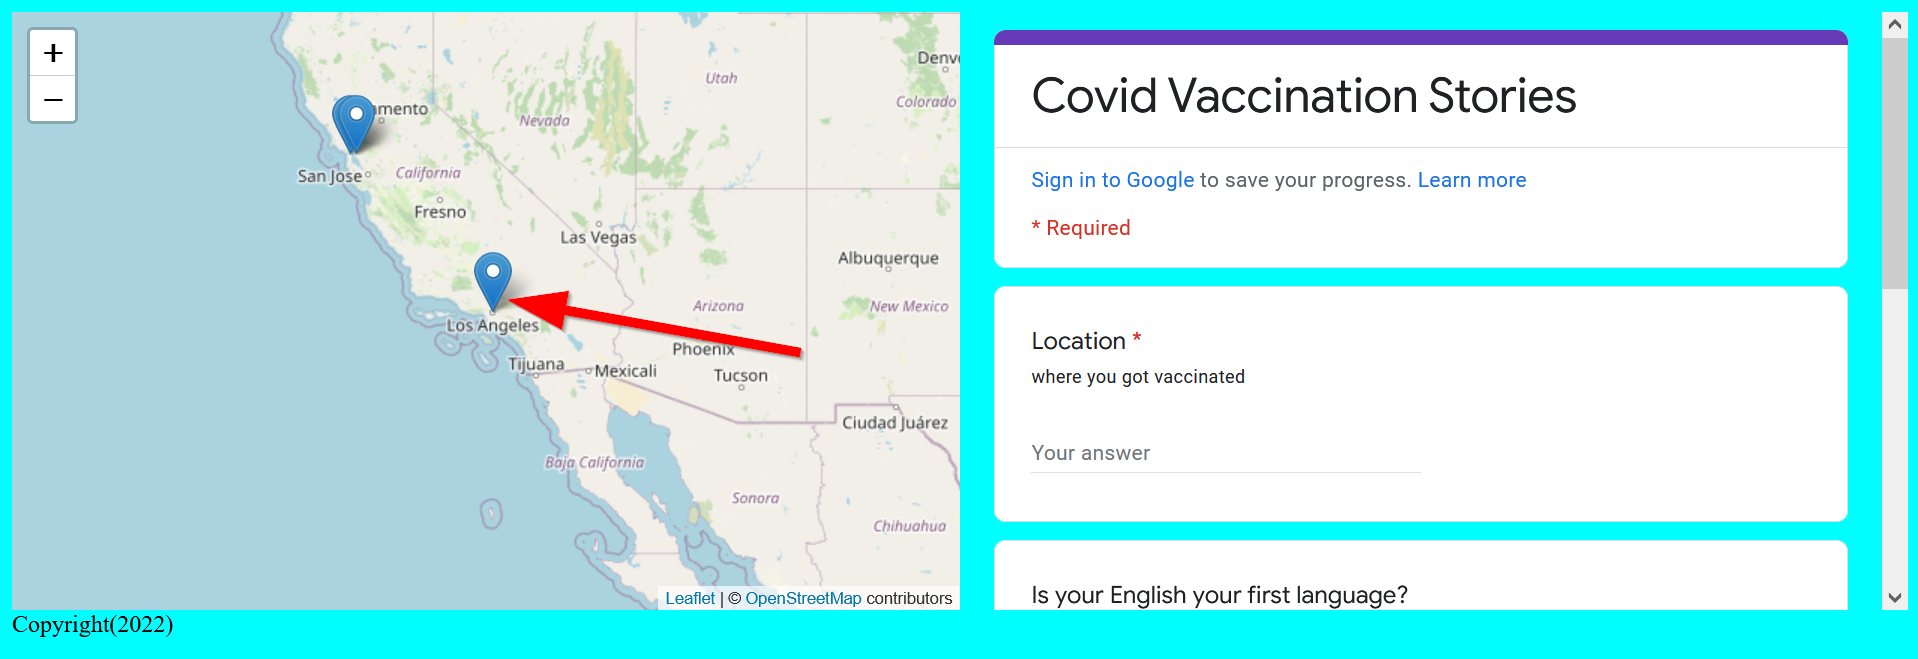 +
−
Denv
Utah
Colorado
amento
Nevada
San Jose
California
Fresno
Las Vegas
Albuquerque
Arizona
New Mexico
Los Angeles
Phoenix
Tijuana
Mexicali
Tucson
Ciudad Juárez
Baja California
Sonora
Chihuahua
Leaflet | © OpenStreetMap contributors
Copyright(2022)
Covid Vaccination Stories
Sign in to Google to save your progress. Learn more
* Required
Location *
where you got vaccinated
Your answer
Is your English your first language?